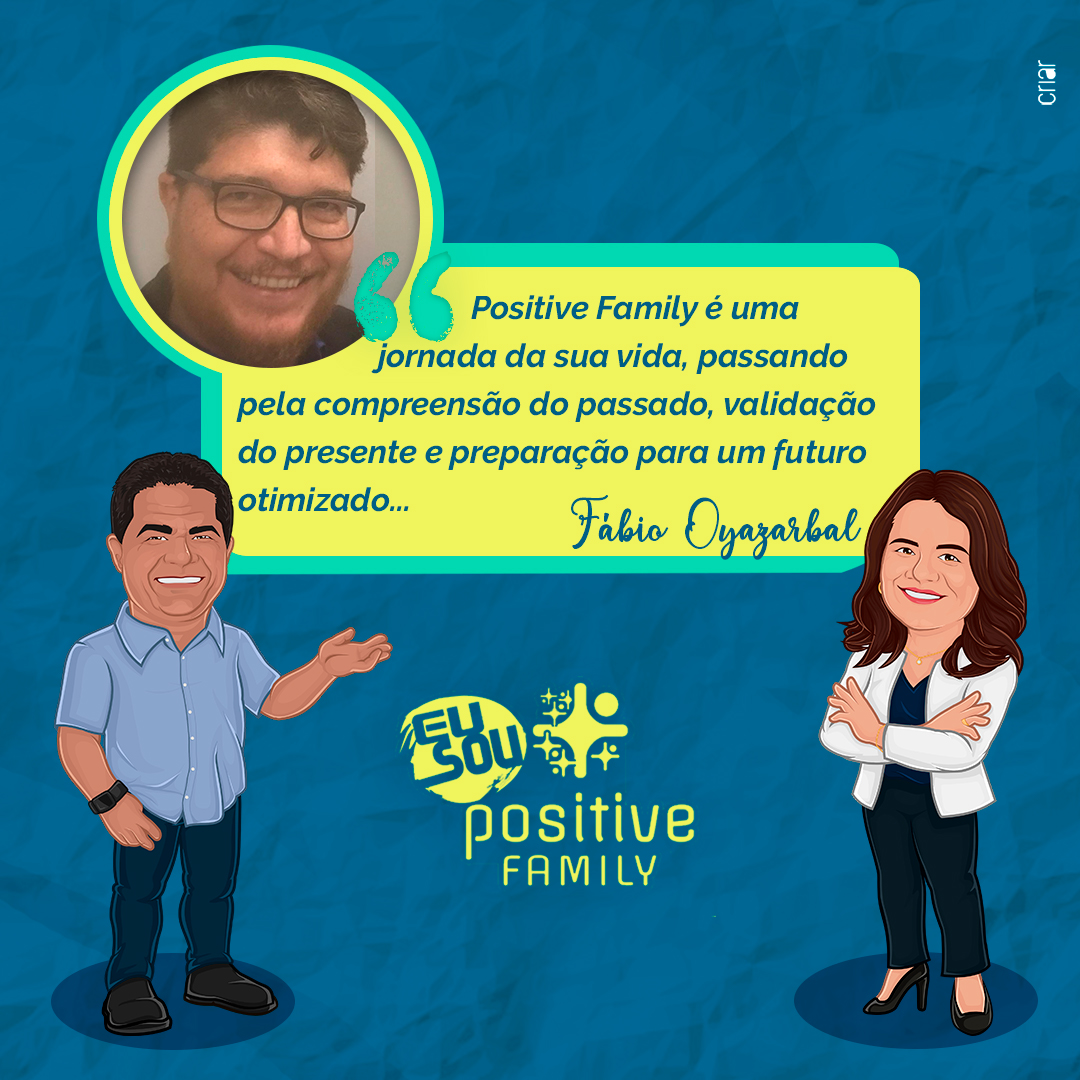 criar
Positive Family é uma
jornada da sua vida, passando
pela compreensão do passado, validação
do presente e preparação para um futuro
otimizado...
Fábio Oyazarbal
EU
SOU
positive
FAMILY